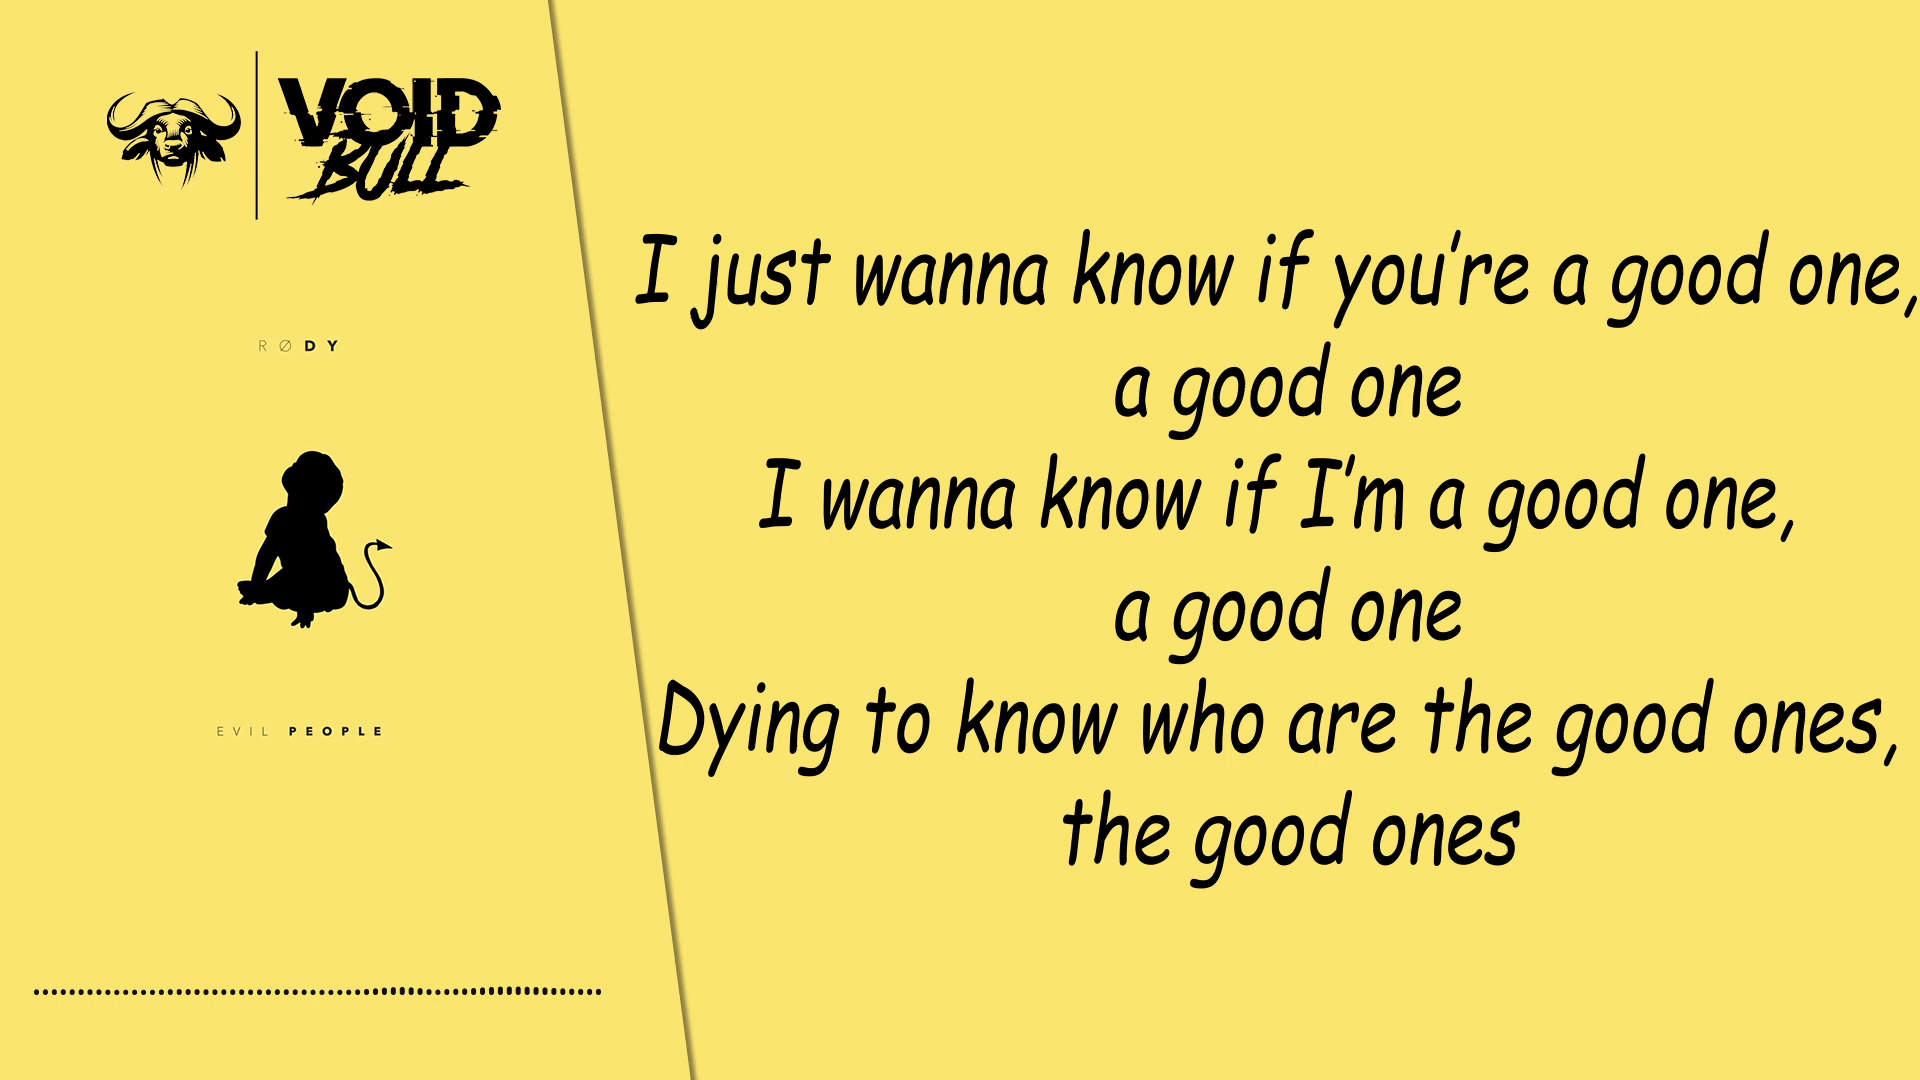 VOID
BULL
RØDY
EVIL PEOPLE
I just wanna know if you're a good one,
a good one
I wanna know if I'm a good one,
a good one
Dying to know who are the good ones,
the good ones